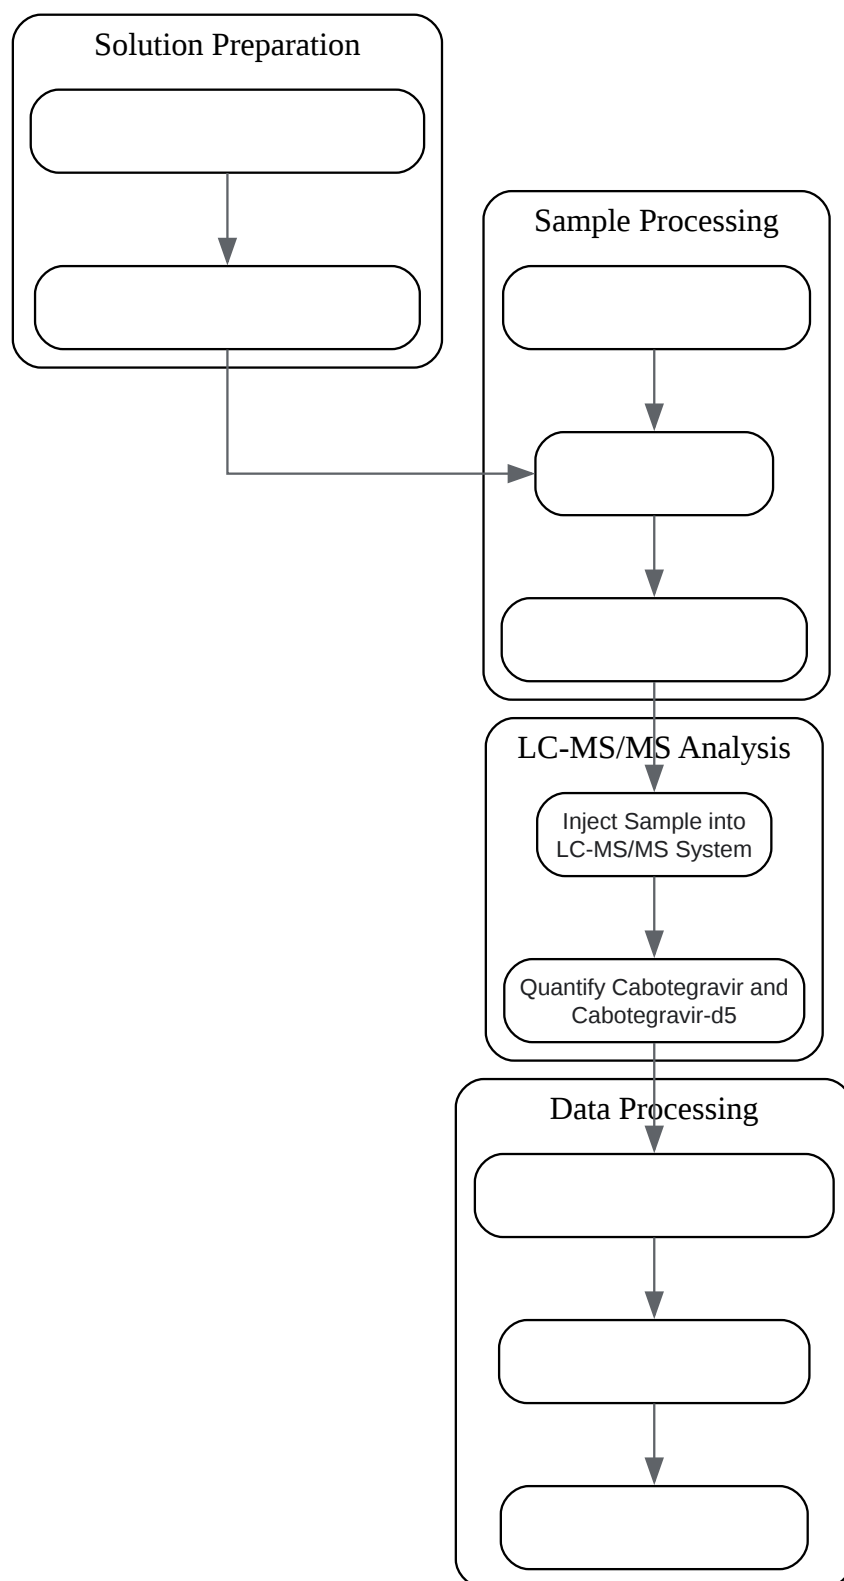 Solution Preparation
Sample Processing
LC-MS/MS Analysis
Inject Sample into
LC-MS/MS System
Quantify Cabotegravir and
Cabotegravir-d5
Data Processing